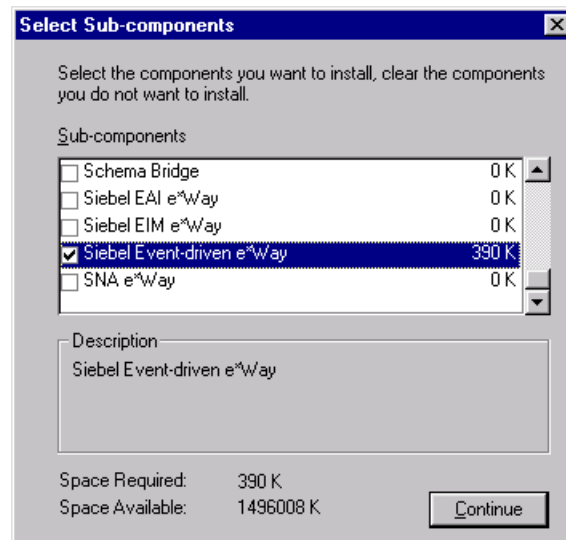 Select Sub-components
Select the components you want to install, clear the components
you do not want to install.
Sub-components
Schema Bridge 0 K
Siebel EAI e*Way 0 K
Siebel EIM e*Way 0 K
Siebel Event-driven e*Way 390 K
SNA e*Way 0 K
Description
Siebel Event-driven e*Way
Space Required: 390 K
Space Available: 1496008 K
Continue